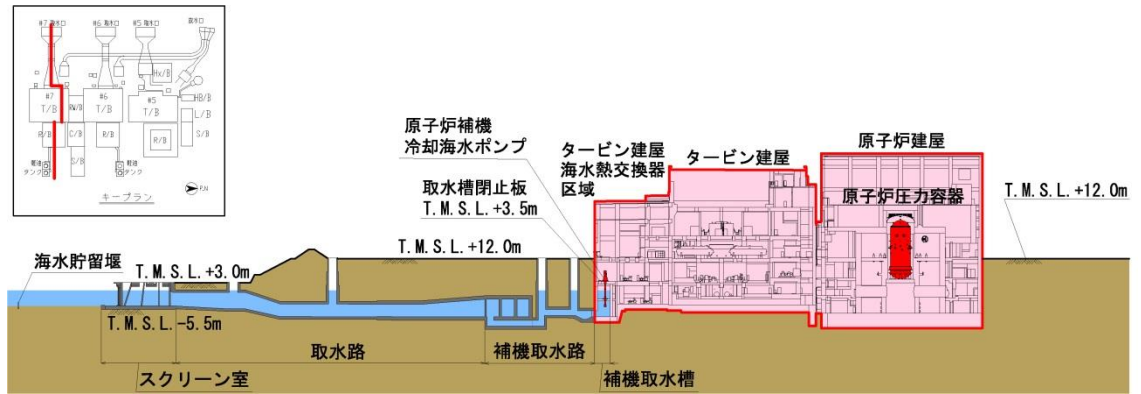 #7 取水口
#6 取水口
#5 取水口
放水口
Hx/B
#7
T/B
RW/B
#6
T/B
#5
T/B
HB/B
L/B
S/B
R/B
C/B
R/B
R/B
S/B
軽油
タンク
軽油
タンク
キープラン
P.N
原子炉補機
冷却海水ポンプ
タービン建屋
海水熱交換器
区域
タービン建屋
原子炉建屋
取水槽閉止板
T.M.S.L.+3.5m
原子炉圧力容器
T.M.S.L.+12.0m
T.M.S.L.+12.0m
海水貯留堰
T.M.S.L.+3.0m
T.M.S.L.-5.5m
取水路
補機取水路
スクリーン室
補機取水槽